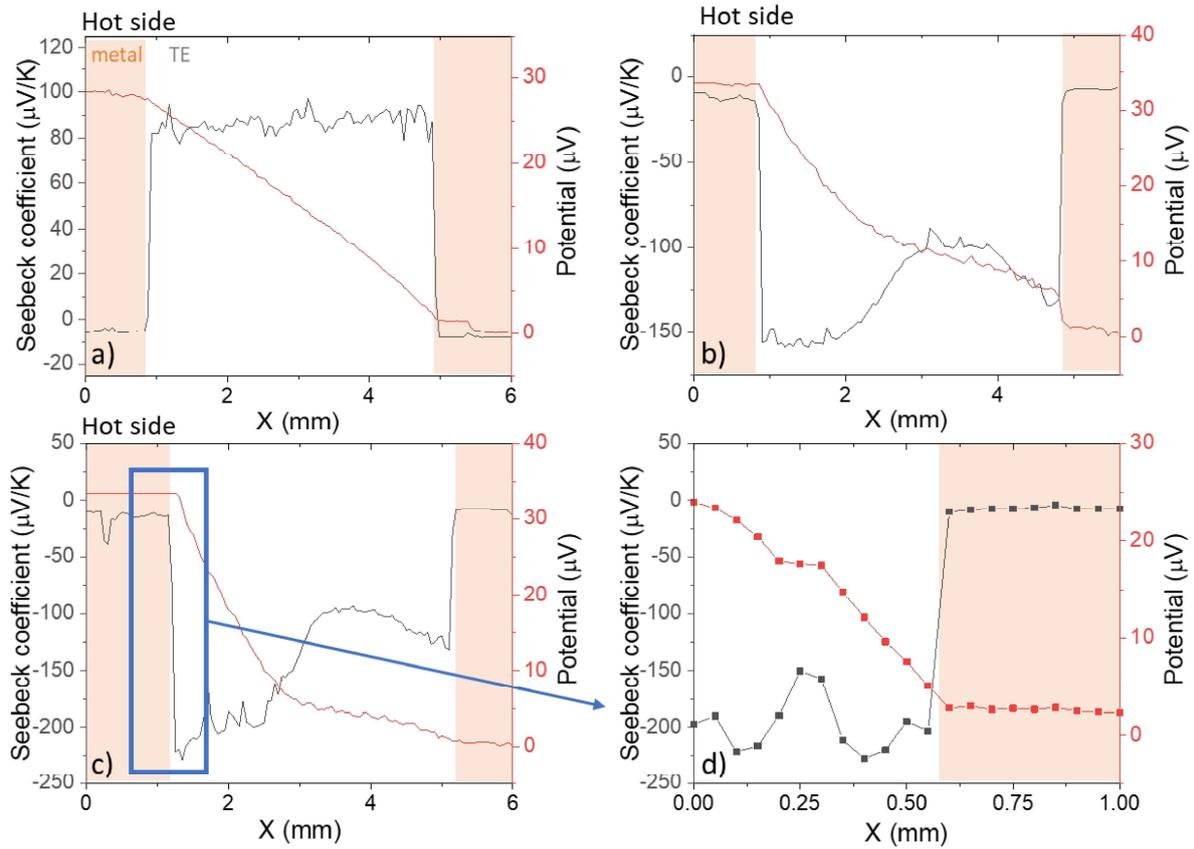 Hot side
metal TE
Seebeck coefficient (μV/K)
120
100
80
60
40
20
0
-20
30
20
10
0
Potential (μV)
a)
0 2 4 6
X (mm)
Hot side
Seebeck coefficient (μV/K)
0
-50
-100
-150
40
30
20
10
0
Potential (μV)
b)
0 2 4
X (mm)
Hot side
Seebeck coefficient (μV/K)
50
0
-50
-100
-150
-200
-250
40
30
20
10
0
Potential (μV)
c)
0 2 4 6
X (mm)
Seebeck coefficient (μV/K)
50
0
-50
-100
-150
-200
-250
30
20
10
0
Potential (μV)
d)
0.00 0.25 0.50 0.75 1.00
X (mm)